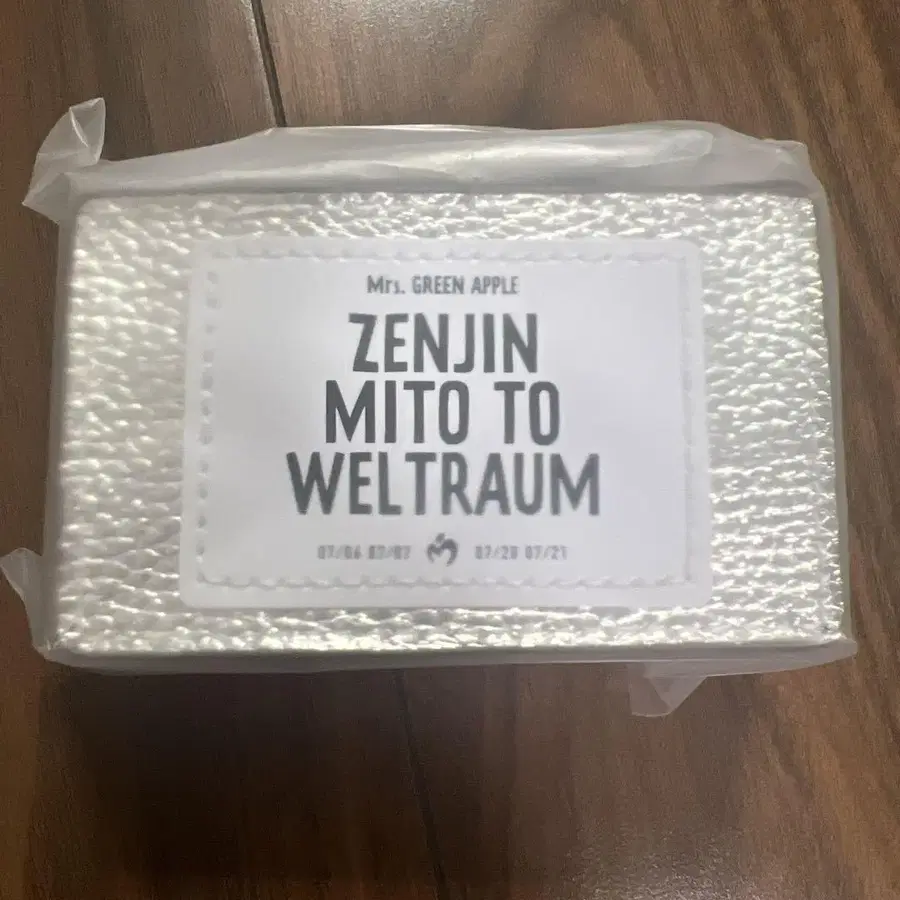 Mrs. GREEN APPLE
ZENJIN
MITO TO
WELTRAUM
07/06 07/07 07/20 07/21